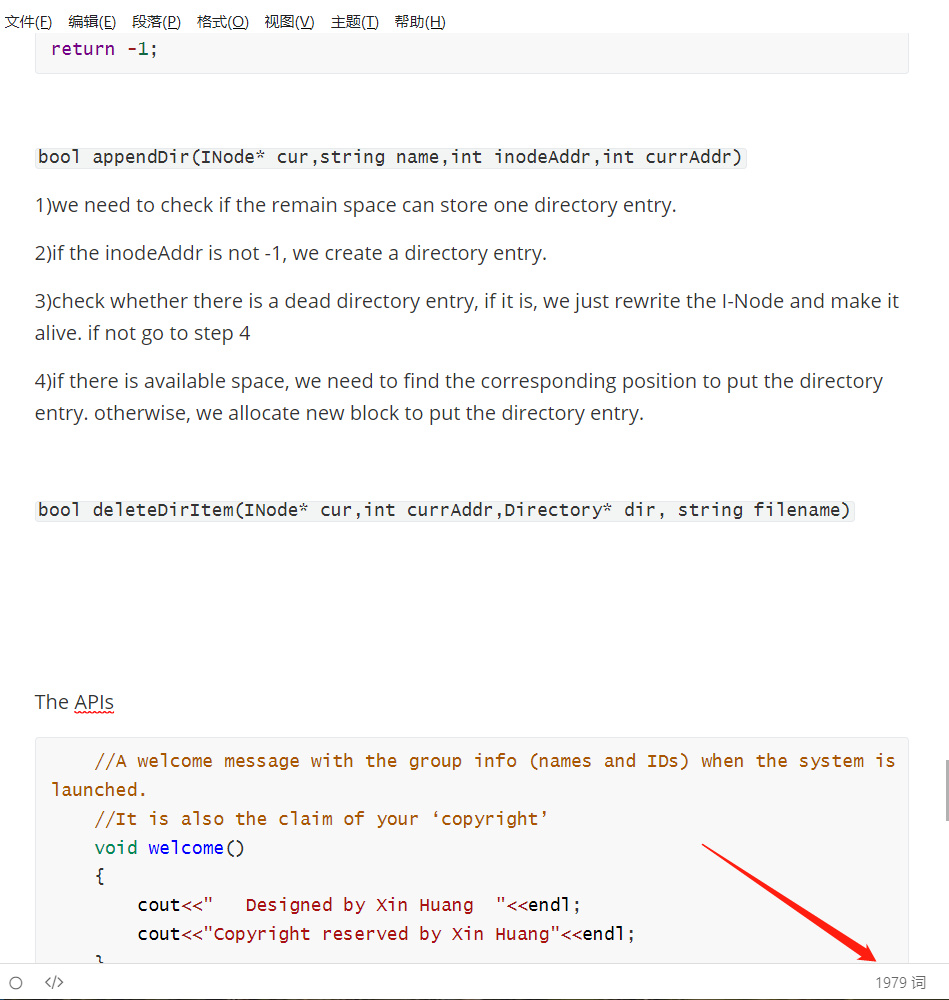 文件(F) 编辑(E) 段落(P) 格式(O) 视图(V) 主题(T) 帮助(H)
return -1;
bool appendDir(INode* cur,string name,int inodeAddr,int currAddr)
1)we need to check if the remain space can store one directory entry.
2)if the inodeAddr is not -1, we create a directory entry.
3)check whether there is a dead directory entry, if it is, we just rewrite the I-Node and make it
alive. if not go to step 4
4)if there is available space, we need to find the corresponding position to put the directory
entry. otherwise, we allocate new block to put the directory entry.
bool deleteDirItem(INode* cur,int currAddr,Directory* dir, string filename)
The APIs
//A welcome message with the group info (names and IDs) when the system is
launched.
//It is also the claim of your ‘copyright’
void welcome()
{
cout<<"   Designed by Xin Huang  "<<endl;
cout<<"Copyright reserved by Xin Huang"<<endl;
}
</> 1979 词